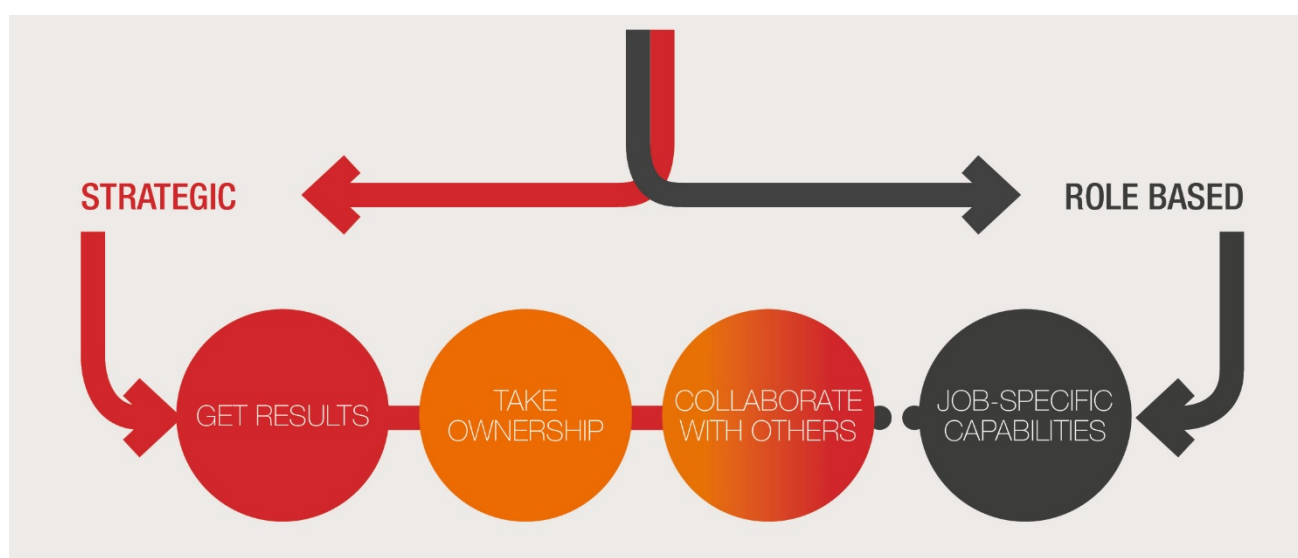 STRATEGIC
ROLE BASED
GET RESULTS
TAKE
OWNERSHIP
COLLABORATE
WITH OTHERS
JOB-SPECIFIC
CAPABILITIES